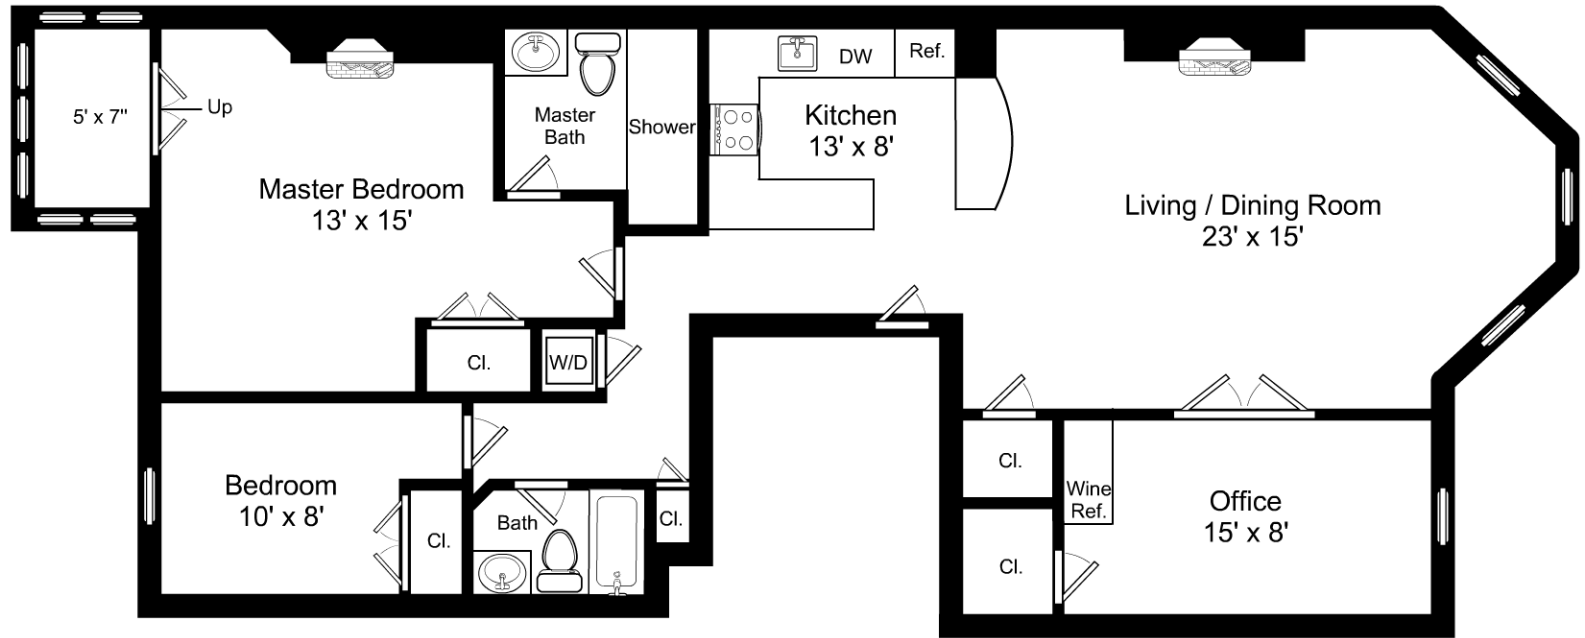 5' x 7"
Up
Master Bedroom
13' x 15'
Master
Bath
Shower
DW
Ref.
Kitchen
13' x 8'
Living / Dining Room
23' x 15'
Cl.
W/D
Bedroom
10' x 8'
Cl.
Bath
Cl.
Cl.
Cl.
Wine
Ref.
Office
15' x 8'